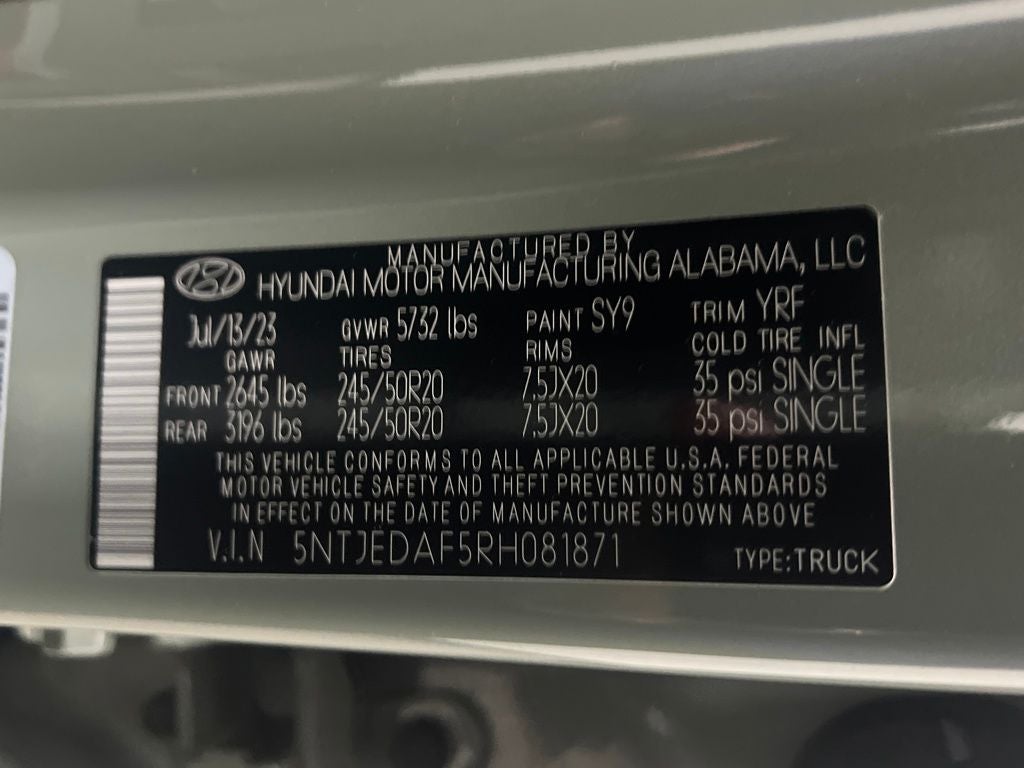 MANUFACTURED BY
HYUNDAI MOTOR MANUFACTURING ALABAMA, LLC
Jul/13/23 GVWR 5732 lbs PAINT SY9 TRIM YRF
GAWR TIRES RIMS COLD TIRE INFL
FRONT 2645 lbs 245/50R20 7.5JX20 35 psi SINGLE
REAR 3196 lbs 245/50R20 7.5JX20 35 psi SINGLE
THIS VEHICLE CONFORMS TO ALL APPLICABLE U.S.A. FEDERAL
MOTOR VEHICLE SAFETY AND THEFT PREVENTION STANDARDS
IN EFFECT ON THE DATE OF MANUFACTURE SHOWN ABOVE
V.I.N 5NTJEDAF5RH081871 TYPE:TRUCK